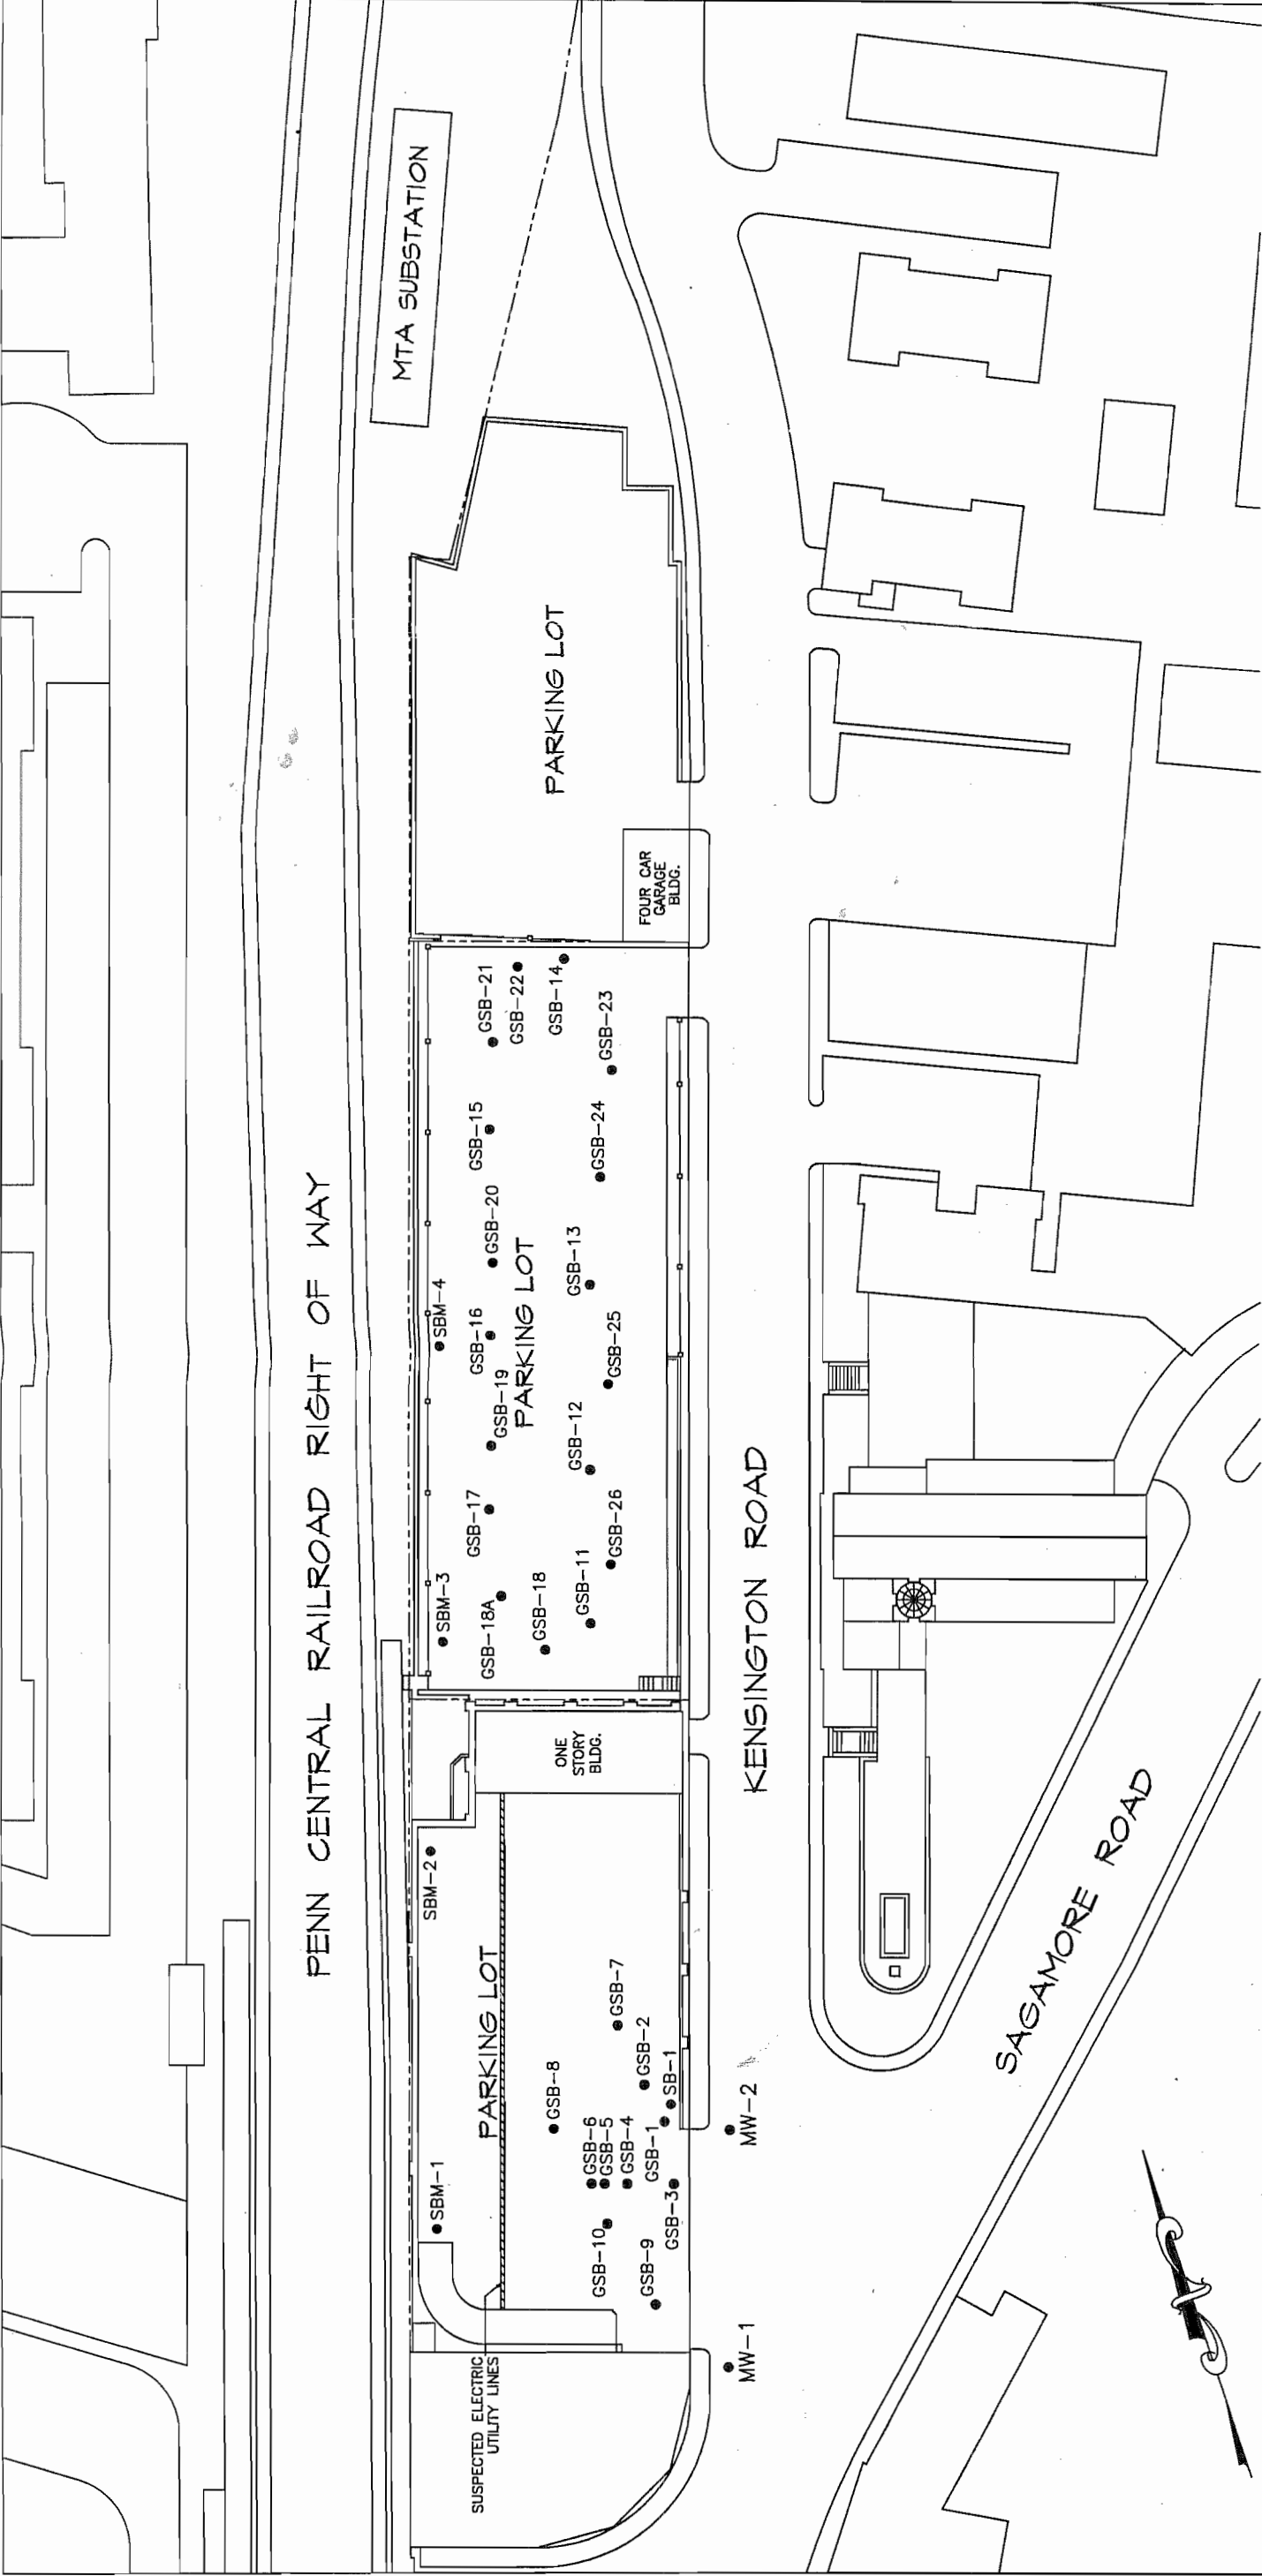 MTA SUBSTATION
PARKING LOT
FOUR CAR
GARAGE
BLDG.
PENN CENTRAL RAILROAD RIGHT OF WAY
GSB-21
GSB-22
GSB-14
GSB-23
GSB-15
GSB-24
GSB-20
GSB-13
SBM-4
GSB-16
PARKING LOT
GSB-25
GSB-19
GSB-12
GSB-17
GSB-26
SBM-3
GSB-18A
GSB-18
GSB-11
KENSINGTON ROAD
ONE
STORY
BLDG.
SBM-2
PARKING LOT
GSB-7
GSB-2
SB-1
GSB-8
GSB-6
GSB-5
GSB-4
GSB-1
MW-2
SBM-1
GSB-3
GSB-10
GSB-9
MW-1
SUSPECTED ELECTRIC
UTILITY LINES
SAGAMORE ROAD